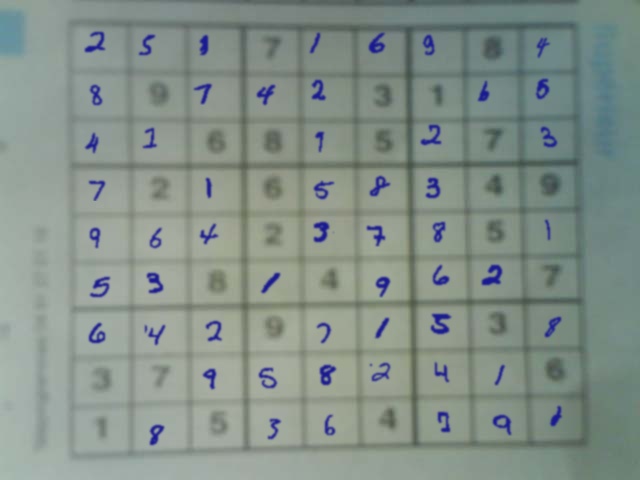 2 5 3 7 1 6 9 8 4
8 9 7 4 2 3 1 6 5
4 1 6 8 9 5 2 7 3
7 2 1 6 5 8 3 4 9
9 6 4 2 3 7 8 5 1
5 3 8 1 4 9 6 2 7
6 4 2 9 7 1 5 3 8
3 7 9 5 8 2 4 1 6
1 8 5 3 6 4 7 9